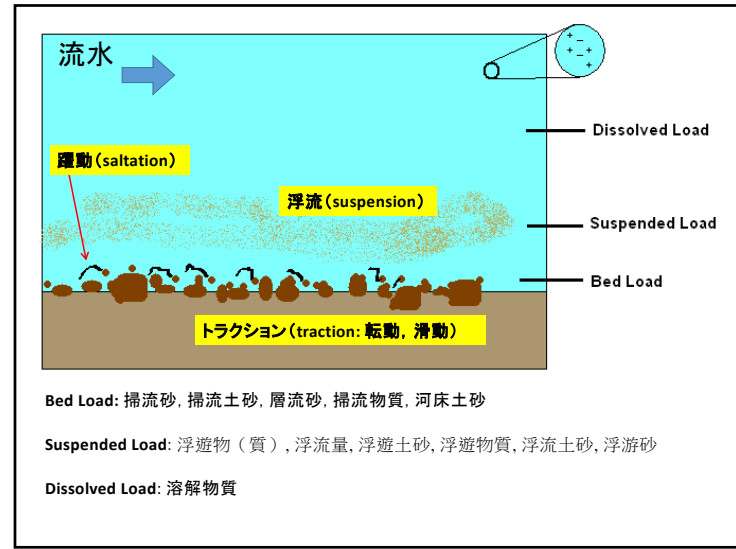 流水
+ −
+ − +
+
Dissolved Load
躍動(saltation)
浮流(suspension)
Suspended Load
Bed Load
トラクション(traction: 転動, 滑動)
Bed Load: 掃流砂, 掃流土砂, 層流砂, 掃流物質, 河床土砂
Suspended Load: 浮遊物(質), 浮流量, 浮遊土砂, 浮遊物質, 浮流土砂, 浮游砂
Dissolved Load: 溶解物質